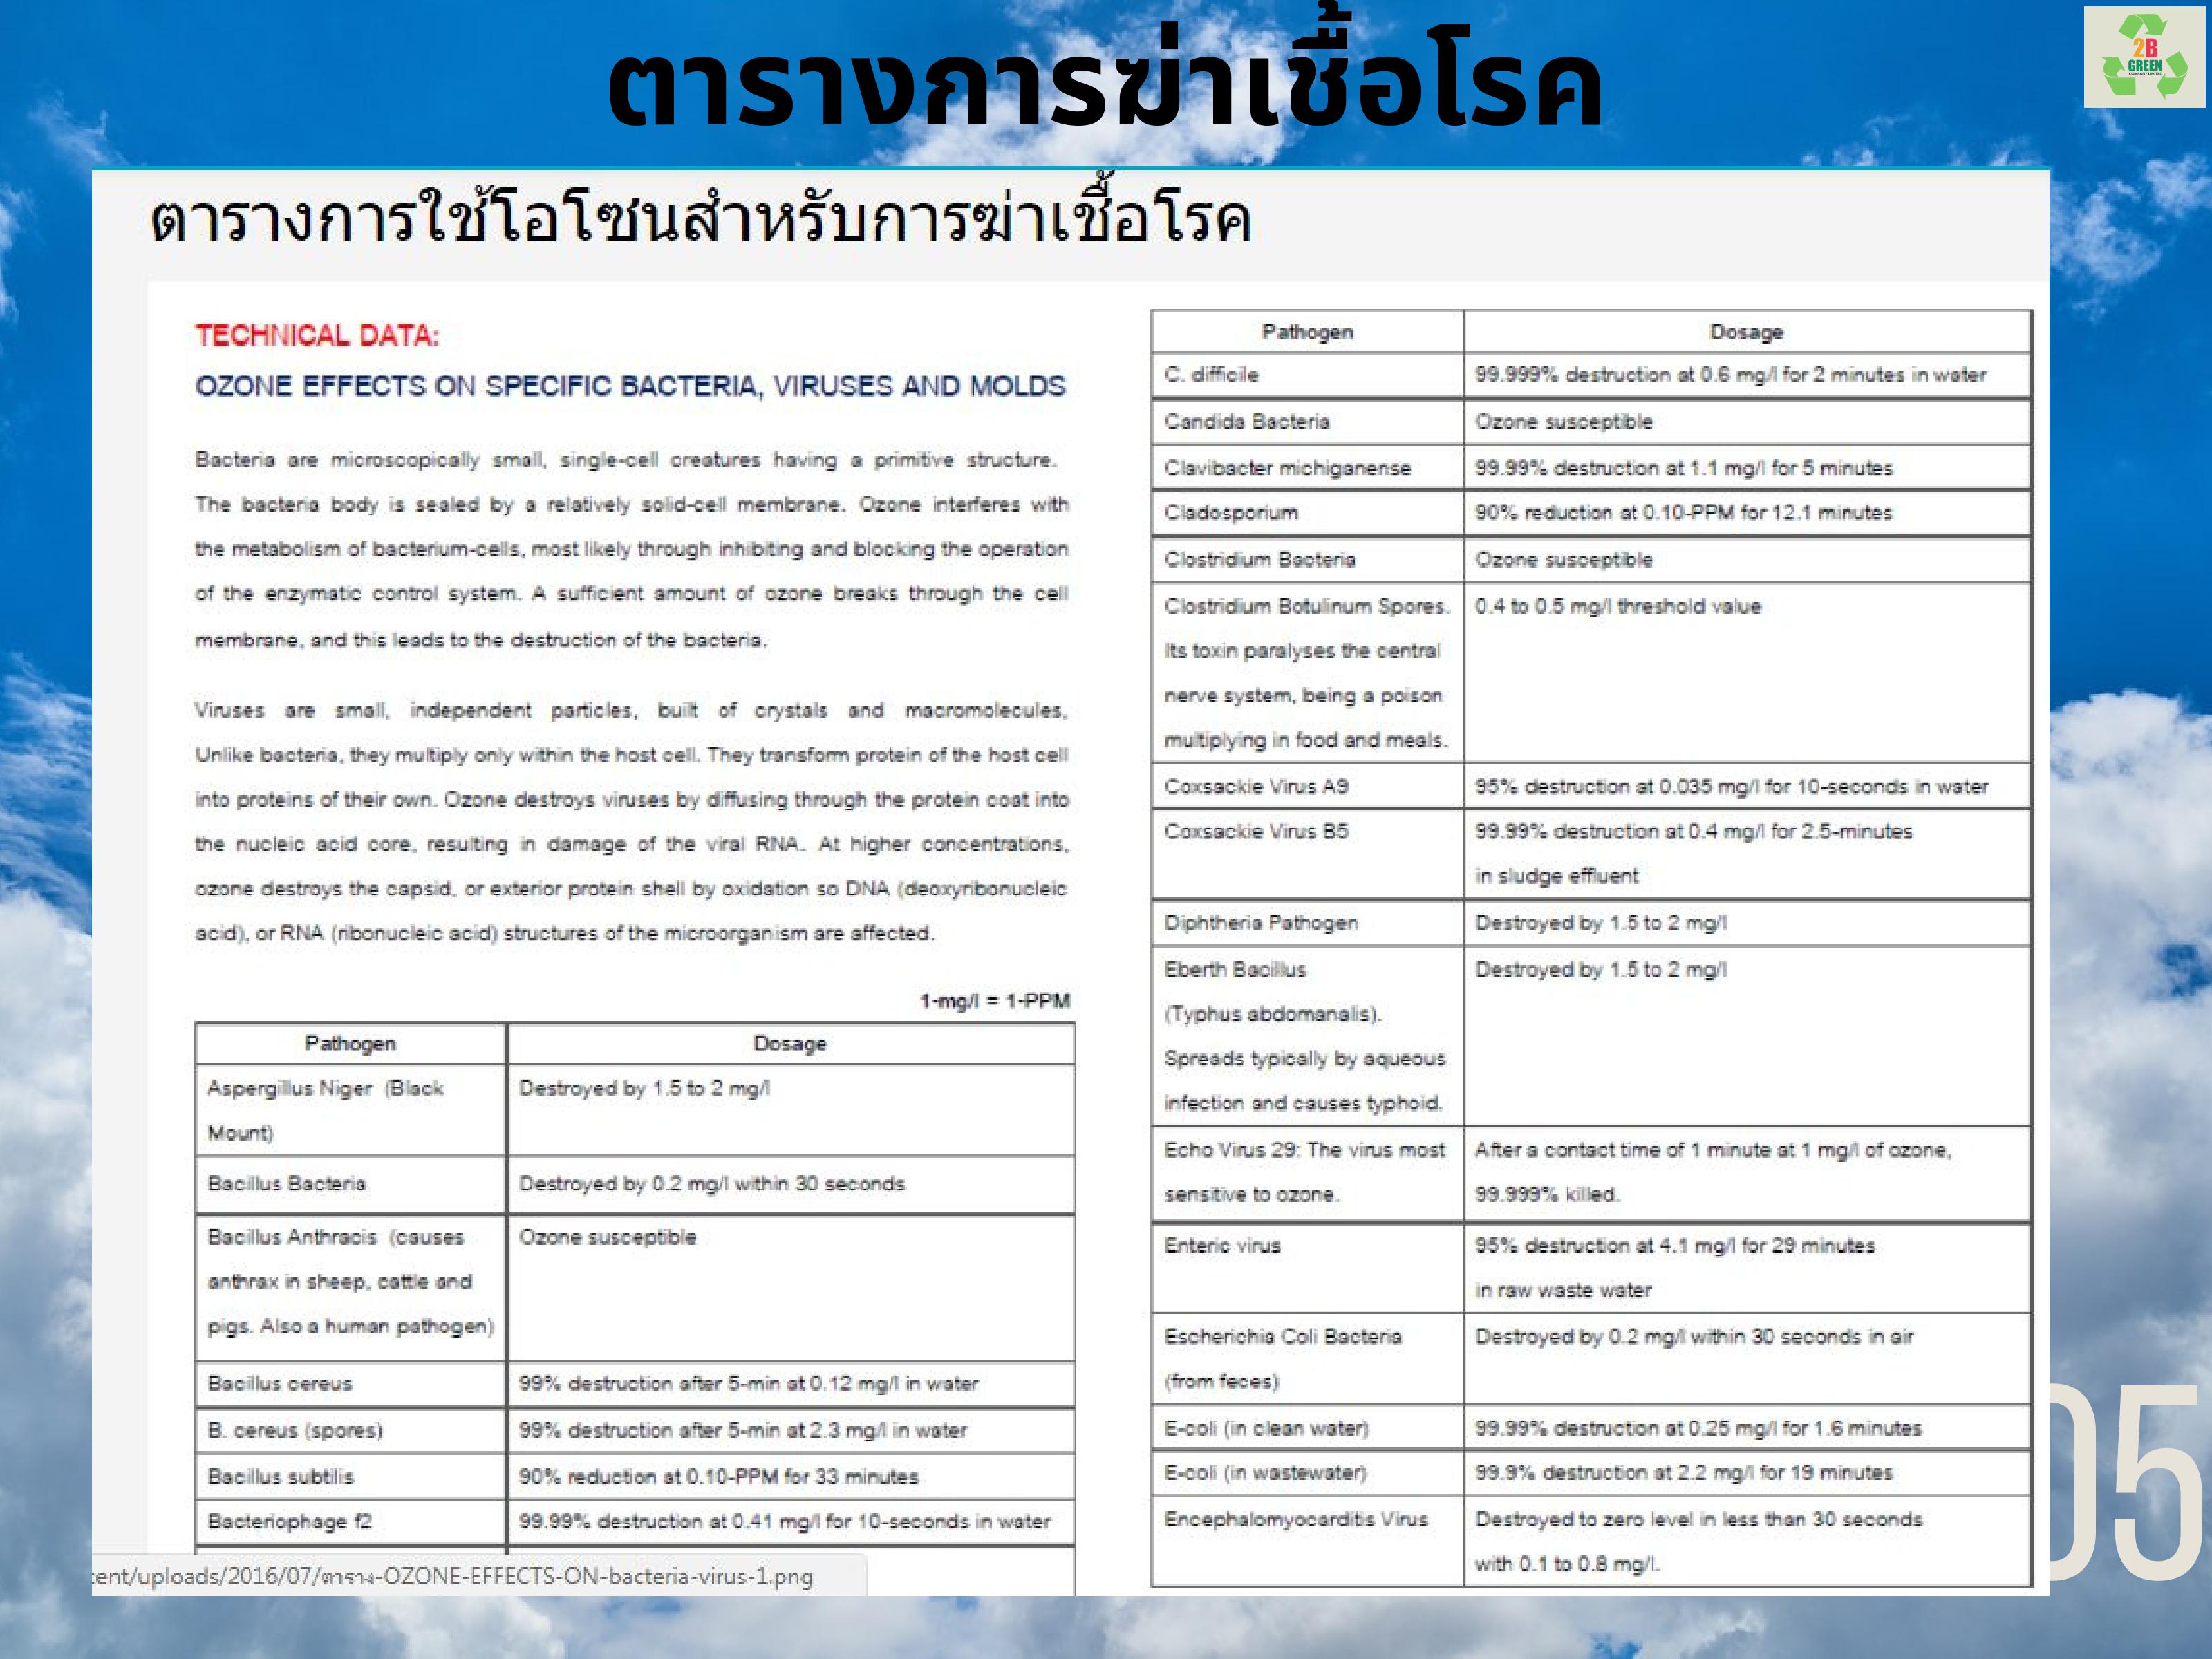 ตารางการฆ่าเชื้อโรค
2B
GREEN
COMPANY LIMITED
ตารางการใช้โอโซนสำหรับการฆ่าเชื้อโรค
TECHNICAL DATA:
OZONE EFFECTS ON SPECIFIC BACTERIA, VIRUSES AND MOLDS
Bacteria are microscopically small, single-cell creatures having a primitive structure.
The bacteria body is sealed by a relatively solid-cell membrane. Ozone interferes with
the metabolism of bacterium-cells, most likely through inhibiting and blocking the operation
of the enzymatic control system. A sufficient amount of ozone breaks through the cell
membrane, and this leads to the destruction of the bacteria.
Viruses are small, independent particles, built of crystals and macromolecules,
Unlike bacteria, they multiply only within the host cell. They transform protein of the host cell
into proteins of their own. Ozone destroys viruses by diffusing through the protein coat into
the nucleic acid core, resulting in damage of the viral RNA. At higher concentrations,
ozone destroys the capsid, or exterior protein shell by oxidation so DNA (deoxyribonucleic
acid), or RNA (ribonucleic acid) structures of the microorganism are affected.
1-mg/l = 1-PPM
Pathogen Dosage
Aspergillus Niger (Black Destroyed by 1.5 to 2 mg/l
Mount)
Bacillus Bacteria Destroyed by 0.2 mg/l within 30 seconds
Bacillus Anthracis (causes Ozone susceptible
anthrax in sheep, cattle and
pigs. Also a human pathogen)
Bacillus cereus 99% destruction after 5-min at 0.12 mg/l in water
B. cereus (spores) 99% destruction after 5-min at 2.3 mg/l in water
Bacillus subtilis 90% reduction at 0.10-PPM for 33 minutes
Bacteriophage f2 99.99% destruction at 0.41 mg/l for 10-seconds in water
tent/uploads/2016/07/ตาราง-OZONE-EFFECTS-ON-bacteria-virus-1.png
Pathogen Dosage
C. difficile 99.999% destruction at 0.6 mg/l for 2 minutes in water
Candida Bacteria Ozone susceptible
Clavibacter michiganense 99.99% destruction at 1.1 mg/l for 5 minutes
Cladosporium 90% reduction at 0.10-PPM for 12.1 minutes
Clostridium Bacteria Ozone susceptible
Clostridium Botulinum Spores. 0.4 to 0.5 mg/l threshold value
Its toxin paralyses the central
nerve system, being a poison
multiplying in food and meals.
Coxsackie Virus A9 95% destruction at 0.035 mg/l for 10-seconds in water
Coxsackie Virus B5 99.99% destruction at 0.4 mg/l for 2.5-minutes
in sludge effluent
Diphtheria Pathogen Destroyed by 1.5 to 2 mg/l
Eberth Bacillus Destroyed by 1.5 to 2 mg/l
(Typhus abdomanalis).
Spreads typically by aqueous
infection and causes typhoid.
Echo Virus 29: The virus most After a contact time of 1 minute at 1 mg/l of ozone,
sensitive to ozone. 99.999% killed.
Enteric virus 95% destruction at 4.1 mg/l for 29 minutes
in raw waste water
Escherichia Coli Bacteria Destroyed by 0.2 mg/l within 30 seconds in air
(from feces)
E-coli (in clean water) 99.99% destruction at 0.25 mg/l for 1.6 minutes
E-coli (in wastewater) 99.9% destruction at 2.2 mg/l for 19 minutes
Encephalomyocarditis Virus Destroyed to zero level in less than 30 seconds
with 0.1 to 0.8 mg/l.
05